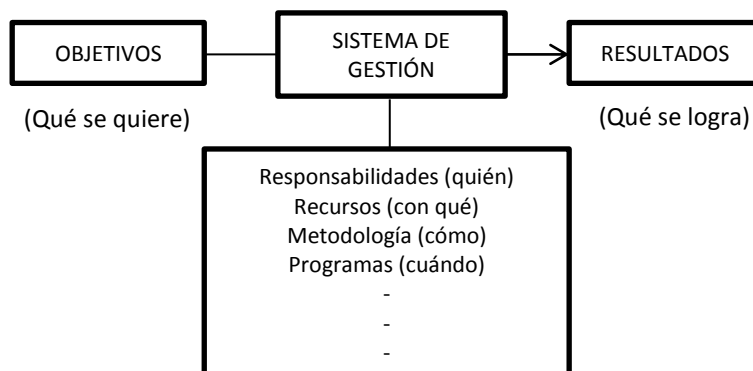 OBJETIVOS
SISTEMA DE
GESTIÓN
RESULTADOS
(Qué se quiere)
(Qué se logra)
Responsabilidades (quién)
Recursos (con qué)
Metodología (cómo)
Programas (cuándo)
-
-
-